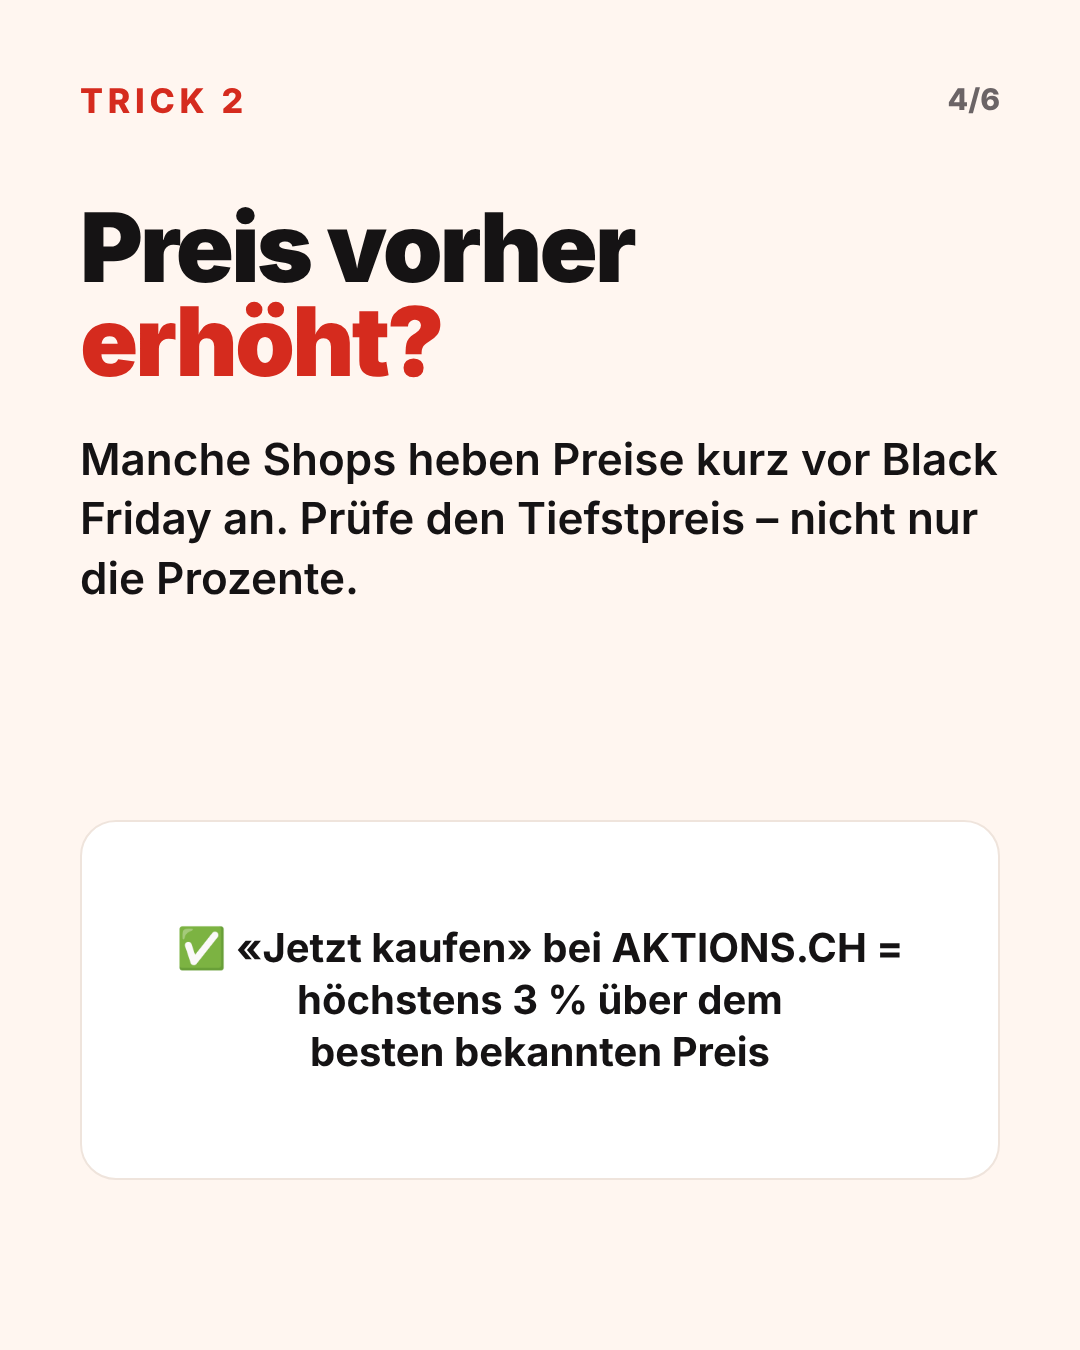 TRICK 2
4/6
Preis vorher
erhöht?
Manche Shops heben Preise kurz vor Black
Friday an. Prüfe den Tiefstpreis – nicht nur
die Prozente.
✅ «Jetzt kaufen» bei AKTIONS.CH =
höchstens 3 % über dem
besten bekannten Preis